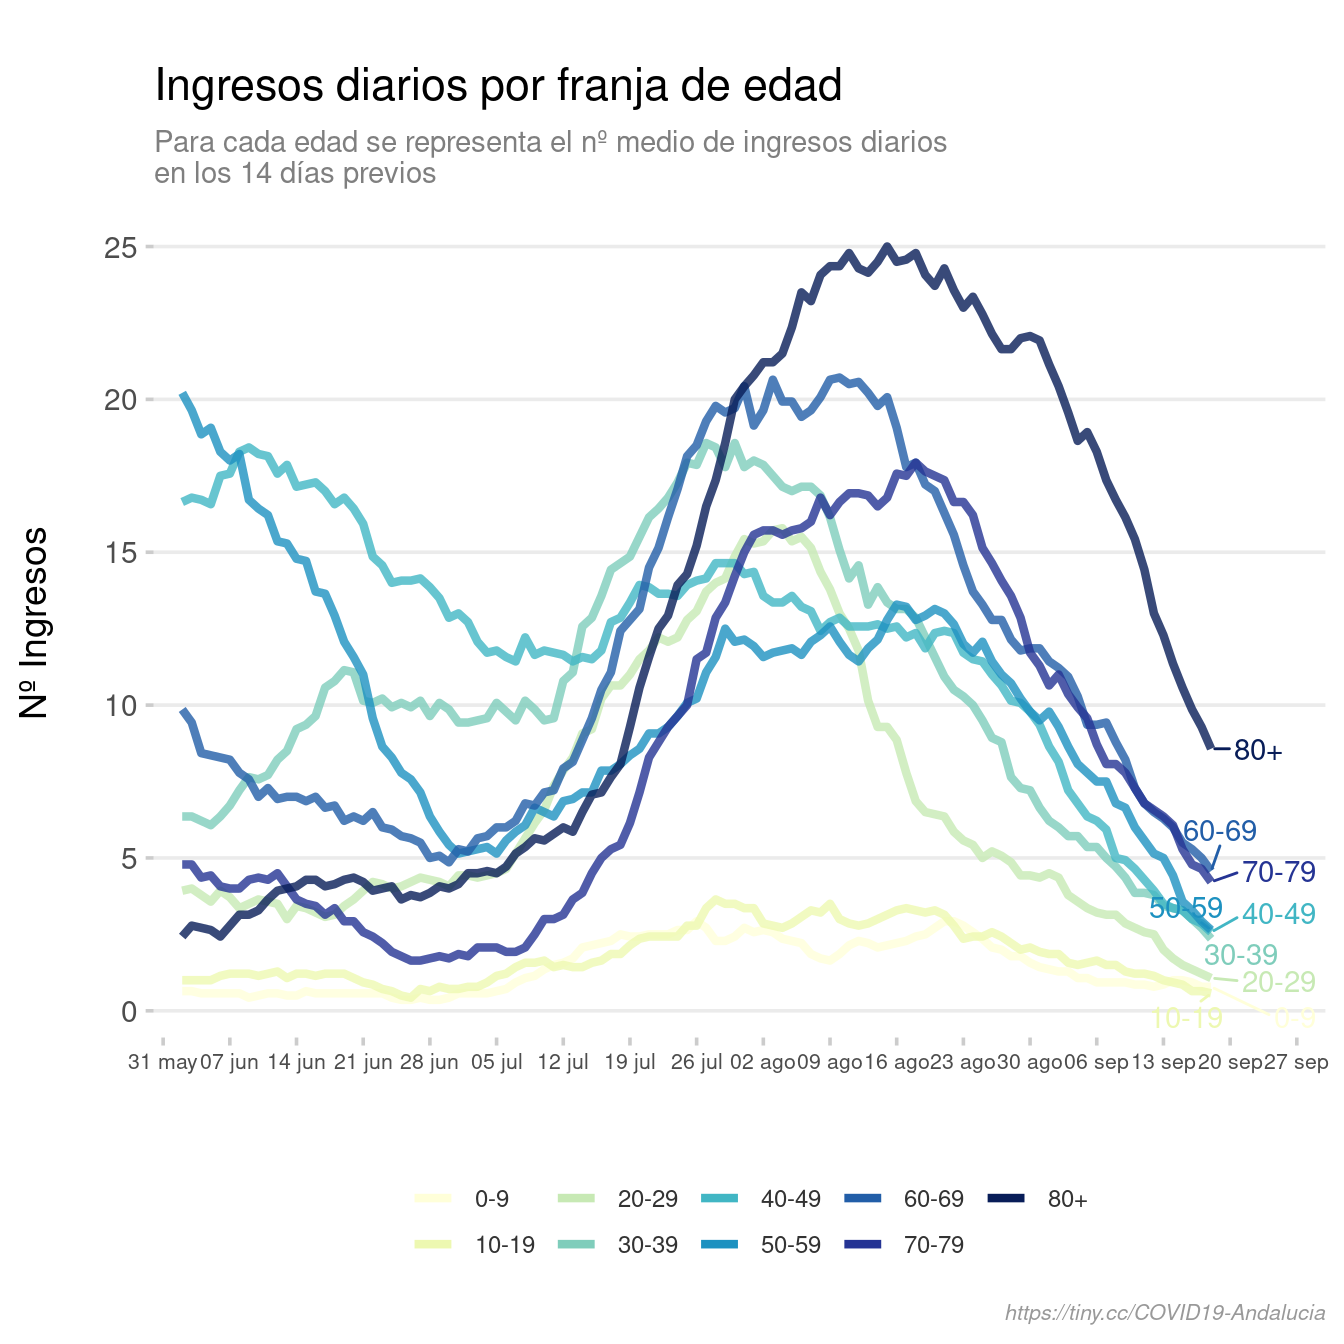 Ingresos diarios por franja de edad
Para cada edad se representa el nº medio de ingresos diarios
en los 14 días previos
Nº Ingresos
25
20
15
10
5
0
80+
60-69
70-79
50-59
40-49
30-39
20-29
10-19
0-9
31 may 07 jun 14 jun 21 jun 28 jun 05 jul 12 jul 19 jul 26 jul 02 ago 09 ago 16 ago 23 ago 30 ago 06 sep 13 sep 20 sep 27 sep
0-9 20-29 40-49 60-69 80+
10-19 30-39 50-59 70-79
https://tiny.cc/COVID19-Andalucia